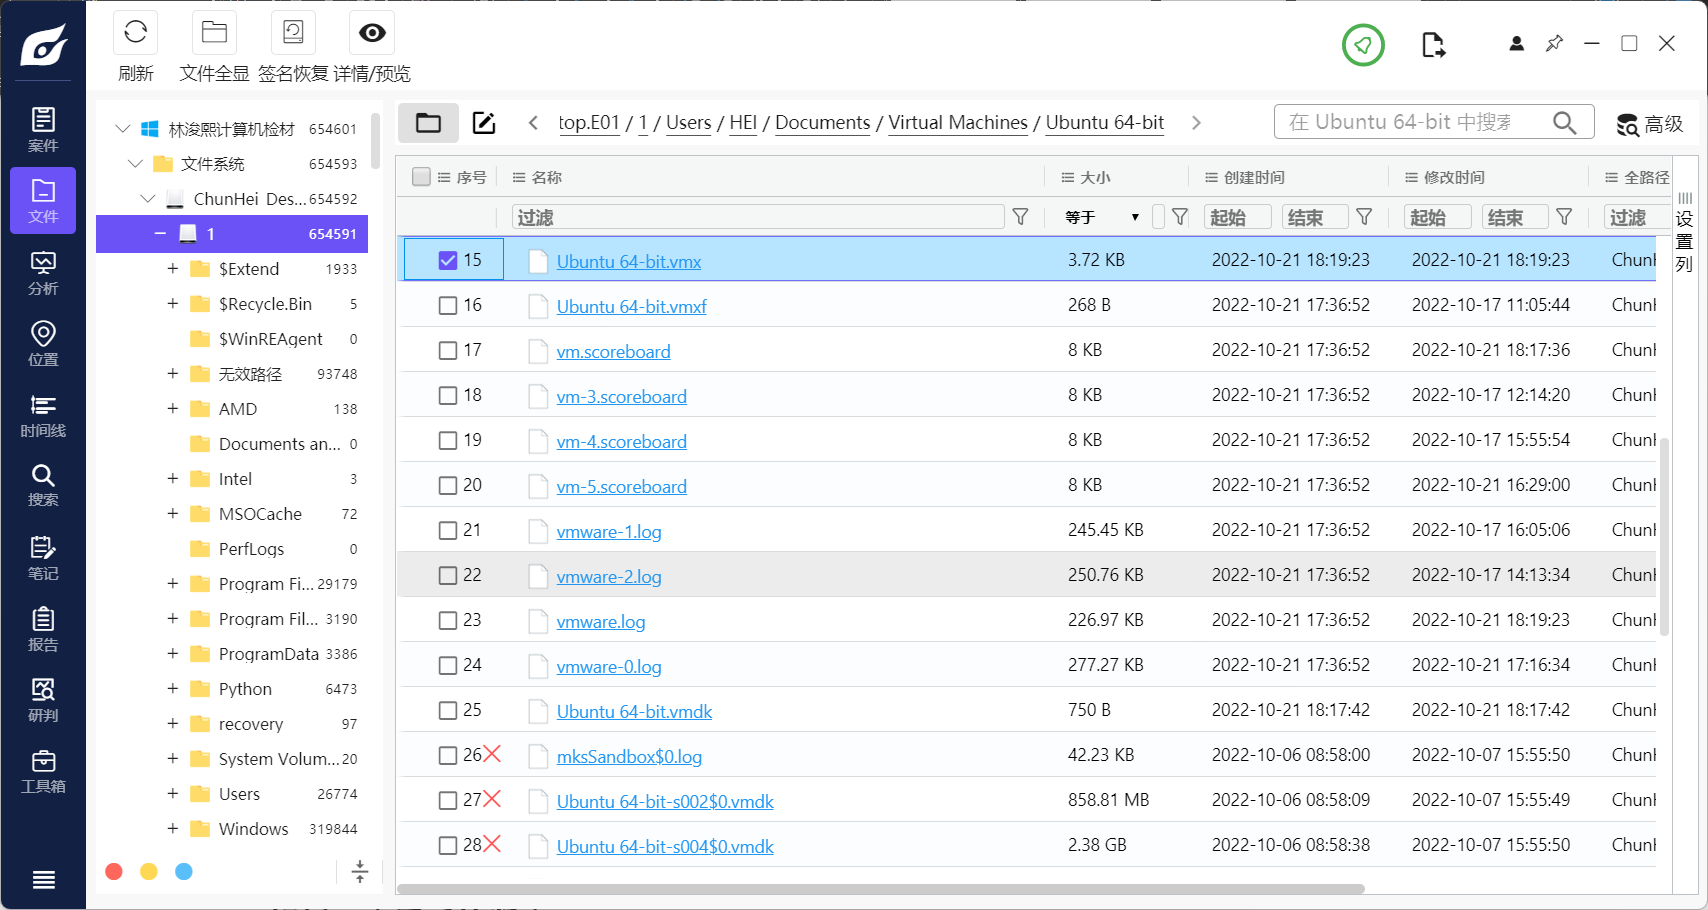 刷新 文件全显 签名恢复 详情/预览
案件
文件
分析
位置
时间线
搜索
笔记
报告
研判
工具箱
林浚熙计算机检材 654601
文件系统 654593
ChunHei_Des... 654592
1 654591
$Extend 1933
$Recycle.Bin 5
$WinREAgent 0
无效路径 93748
AMD 138
Documents an... 0
Intel 3
MSOCache 72
PerfLogs 0
Program Fi... 29179
Program Fil... 3190
ProgramData 3386
Python 6473
recovery 97
System Volum... 20
Users 26774
Windows 319844
top.E01 / 1 / Users / HEI / Documents / Virtual Machines / Ubuntu 64-bit
在 Ubuntu 64-bit 中搜索 高级
序号 名称 大小 创建时间 修改时间 全路径
过滤 等于 起始 结束 起始 结束 过滤
设置列
15 Ubuntu 64-bit.vmx 3.72 KB 2022-10-21 18:19:23 2022-10-21 18:19:23 Chun
16 Ubuntu 64-bit.vmxf 268 B 2022-10-21 17:36:52 2022-10-17 11:05:44 Chun
17 vm.scoreboard 8 KB 2022-10-21 17:36:52 2022-10-21 18:17:36 Chun
18 vm-3.scoreboard 8 KB 2022-10-21 17:36:52 2022-10-17 12:14:20 Chun
19 vm-4.scoreboard 8 KB 2022-10-21 17:36:52 2022-10-17 15:55:54 Chun
20 vm-5.scoreboard 8 KB 2022-10-21 17:36:52 2022-10-21 16:29:00 Chun
21 vmware-1.log 245.45 KB 2022-10-21 17:36:52 2022-10-17 16:05:06 Chun
22 vmware-2.log 250.76 KB 2022-10-21 17:36:52 2022-10-17 14:13:34 Chun
23 vmware.log 226.97 KB 2022-10-21 17:36:52 2022-10-21 18:19:23 Chun
24 vmware-0.log 277.27 KB 2022-10-21 17:36:52 2022-10-21 17:16:34 Chun
25 Ubuntu 64-bit.vmdk 750 B 2022-10-21 18:17:42 2022-10-21 18:17:42 Chun
26 mksSandbox$0.log 42.23 KB 2022-10-06 08:58:00 2022-10-07 15:55:50 Chun
27 Ubuntu 64-bit-s002$0.vmdk 858.81 MB 2022-10-06 08:58:09 2022-10-07 15:55:49 Chun
28 Ubuntu 64-bit-s004$0.vmdk 2.38 GB 2022-10-06 08:58:38 2022-10-07 15:55:50 Chun